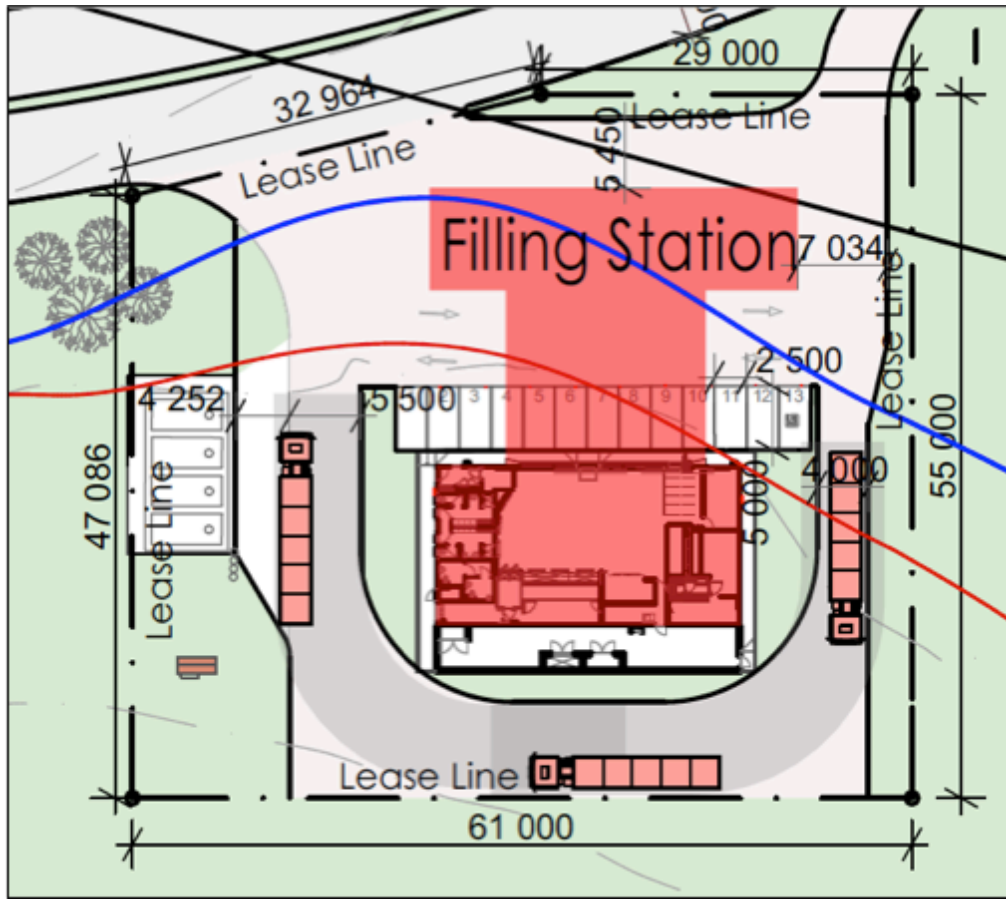 29 000
32 964
Lease Line
Lease Line
5 450
Filling Station
7 034
Lease Line
2 500
4 252
5 500
2 3 4 5 6 7 8 9 10 11 12 13
47 086
Lease Line
5 000
4 000
55 000
Lease Line
61 000